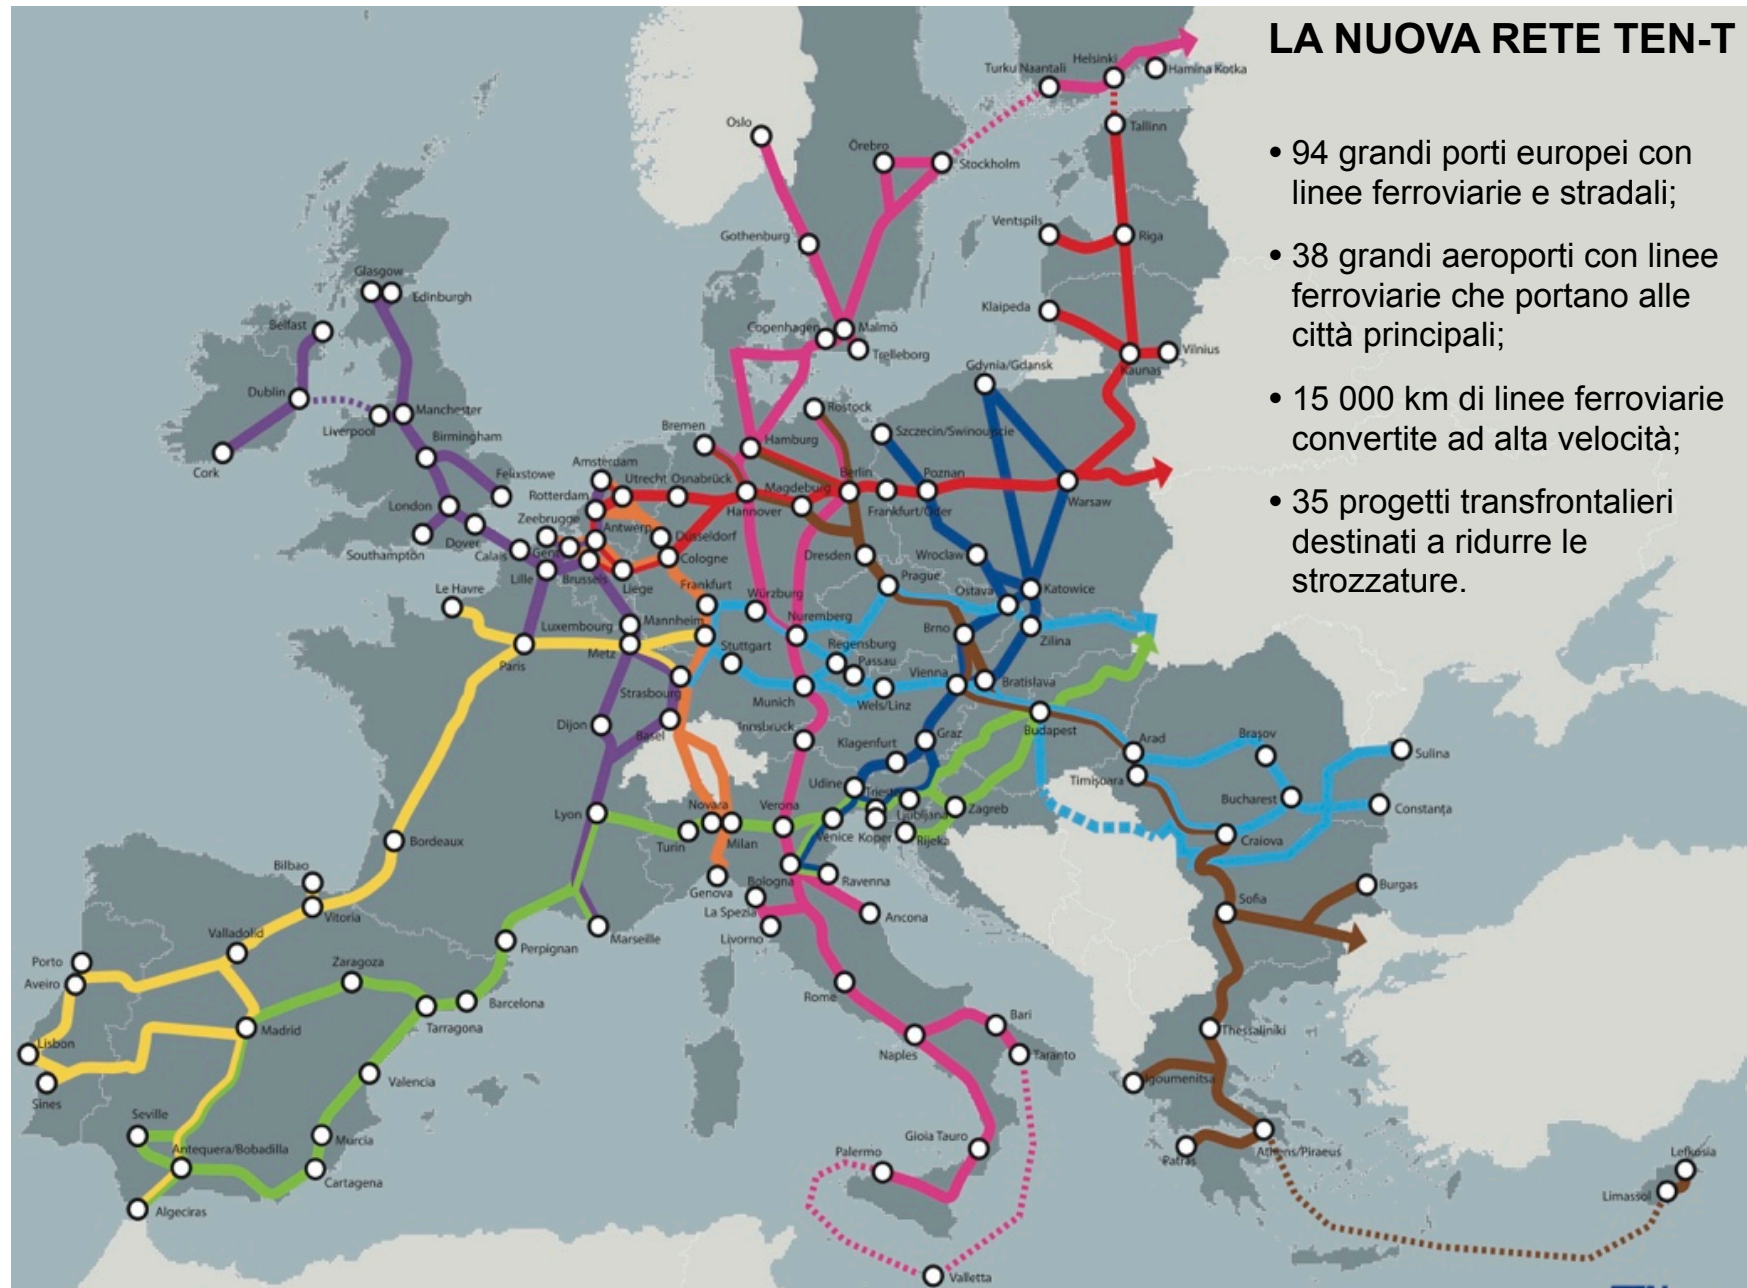 LA NUOVA RETE TEN-T
• 94 grandi porti europei con
linee ferroviarie e stradali;
• 38 grandi aeroporti con linee
ferroviarie che portano alle
città principali;
• 15 000 km di linee ferroviarie
convertite ad alta velocità;
• 35 progetti transfrontalieri
destinati a ridurre le
strozzature.
Helsinki
Turku Naantali
Hamina Kotka
Oslo
Tallinn
Örebro
Stockholm
Ventspils
Riga
Gothenburg
Glasgow
Edinburgh
Klaipeda
Belfast
Copenhagen
Malmö
Trelleborg
Vilnius
Kaunas
Gdynia/Gdansk
Dublin
Manchester
Liverpool
Rostock
Bremen
Hamburg
Szczecin/Swinoujscie
Birmingham
Cork
Felixstowe
Amsterdam
Utrecht
Osnabrück
Berlin
Poznan
Rotterdam
Magdeburg
Hannover
Frankfurt/Oder
Warsaw
London
Zeebrugge
Antwerp
Düsseldorf
Southampton
Dover
Calais
Cologne
Dresden
Wroclaw
Lille
Brussels
Liege
Frankfurt
Prague
Le Havre
Würzburg
Ostava
Katowice
Luxembourg
Mannheim
Nuremberg
Brno
Zilina
Paris
Metz
Stuttgart
Regensburg
Passau
Vienna
Bratislava
Strasbourg
Munich
Wels/Linz
Dijon
Basel
Innsbruck
Klagenfurt
Graz
Budapest
Arad
Braşov
Sulina
Udine
Timişoara
Novara
Verona
Ljubljana
Zagreb
Bucharest
Constanţa
Lyon
Turin
Milan
Venice
Koper
Rijeka
Craiova
Bordeaux
Bilbao
Genova
Bologna
Ravenna
Burgas
Vitoria
La Spezia
Ancona
Sofia
Valladolid
Perpignan
Marseille
Livorno
Porto
Zaragoza
Aveiro
Barcelona
Rome
Madrid
Tarragona
Bari
Thessaliniki
Lisbon
Naples
Taranto
Valencia
Igoumenitsa
Sines
Seville
Antequera/Bobadilla
Murcia
Gioia Tauro
Palermo
Patras
Athens/Piraeus
Lefkosia
Cartagena
Limassol
Algeciras
Valletta